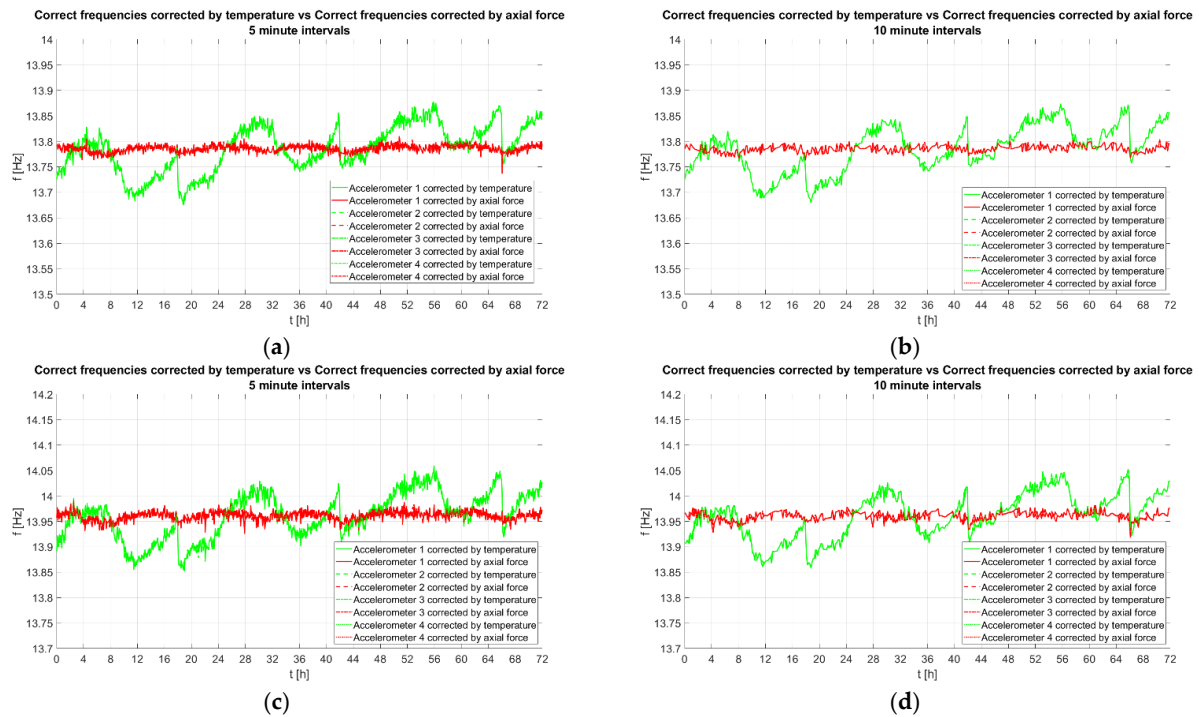 Correct frequencies corrected by temperature vs Correct frequencies corrected by axial force
5 minute intervals
14
13.95
13.9
13.85
13.8
13.75
13.7
13.65
13.6
13.55
13.5
f [Hz]
Accelerometer 1 corrected by temperature
Accelerometer 1 corrected by axial force
Accelerometer 2 corrected by temperature
Accelerometer 2 corrected by axial force
Accelerometer 3 corrected by temperature
Accelerometer 3 corrected by axial force
Accelerometer 4 corrected by temperature
Accelerometer 4 corrected by axial force
0 4 8 12 16 20 24 28 32 36 40 44 48 52 56 60 64 68 72
t [h]
(a)
Correct frequencies corrected by temperature vs Correct frequencies corrected by axial force
10 minute intervals
14
13.95
13.9
13.85
13.8
13.75
13.7
13.65
13.6
13.55
13.5
f [Hz]
Accelerometer 1 corrected by temperature
Accelerometer 1 corrected by axial force
Accelerometer 2 corrected by temperature
Accelerometer 2 corrected by axial force
Accelerometer 3 corrected by temperature
Accelerometer 3 corrected by axial force
Accelerometer 4 corrected by temperature
Accelerometer 4 corrected by axial force
0 4 8 12 16 20 24 28 32 36 40 44 48 52 56 60 64 68 72
t [h]
(b)
Correct frequencies corrected by temperature vs Correct frequencies corrected by axial force
5 minute intervals
14.2
14.15
14.1
14.05
14
13.95
13.9
13.85
13.8
13.75
13.7
f [Hz]
Accelerometer 1 corrected by temperature
Accelerometer 1 corrected by axial force
Accelerometer 2 corrected by temperature
Accelerometer 2 corrected by axial force
Accelerometer 3 corrected by temperature
Accelerometer 3 corrected by axial force
Accelerometer 4 corrected by temperature
Accelerometer 4 corrected by axial force
0 4 8 12 16 20 24 28 32 36 40 44 48 52 56 60 64 68 72
t [h]
(c)
Correct frequencies corrected by temperature vs Correct frequencies corrected by axial force
10 minute intervals
14.2
14.15
14.1
14.05
14
13.95
13.9
13.85
13.8
13.75
13.7
f [Hz]
Accelerometer 1 corrected by temperature
Accelerometer 1 corrected by axial force
Accelerometer 2 corrected by temperature
Accelerometer 2 corrected by axial force
Accelerometer 3 corrected by temperature
Accelerometer 3 corrected by axial force
Accelerometer 4 corrected by temperature
Accelerometer 4 corrected by axial force
0 4 8 12 16 20 24 28 32 36 40 44 48 52 56 60 64 68 72
t [h]
(d)